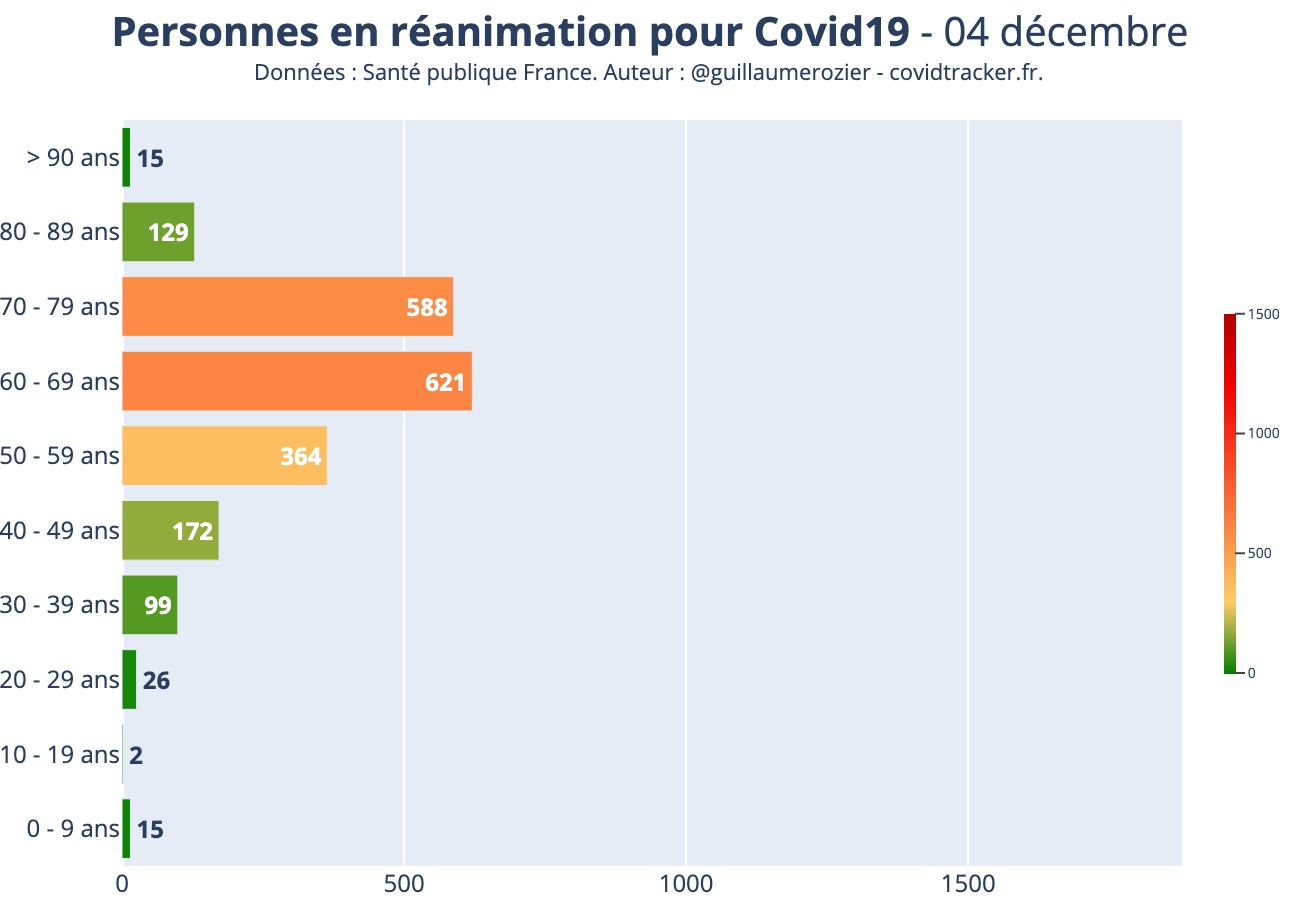 Personnes en réanimation pour Covid19 - 04 décembre
Données : Santé publique France. Auteur : @guillaumerozier - covidtracker.fr.
> 90 ans 15
80 - 89 ans 129
70 - 79 ans 588
60 - 69 ans 621
50 - 59 ans 364
40 - 49 ans 172
30 - 39 ans 99
20 - 29 ans 26
10 - 19 ans 2
0 - 9 ans 15
0 500 1000 1500
1500
1000
500
0